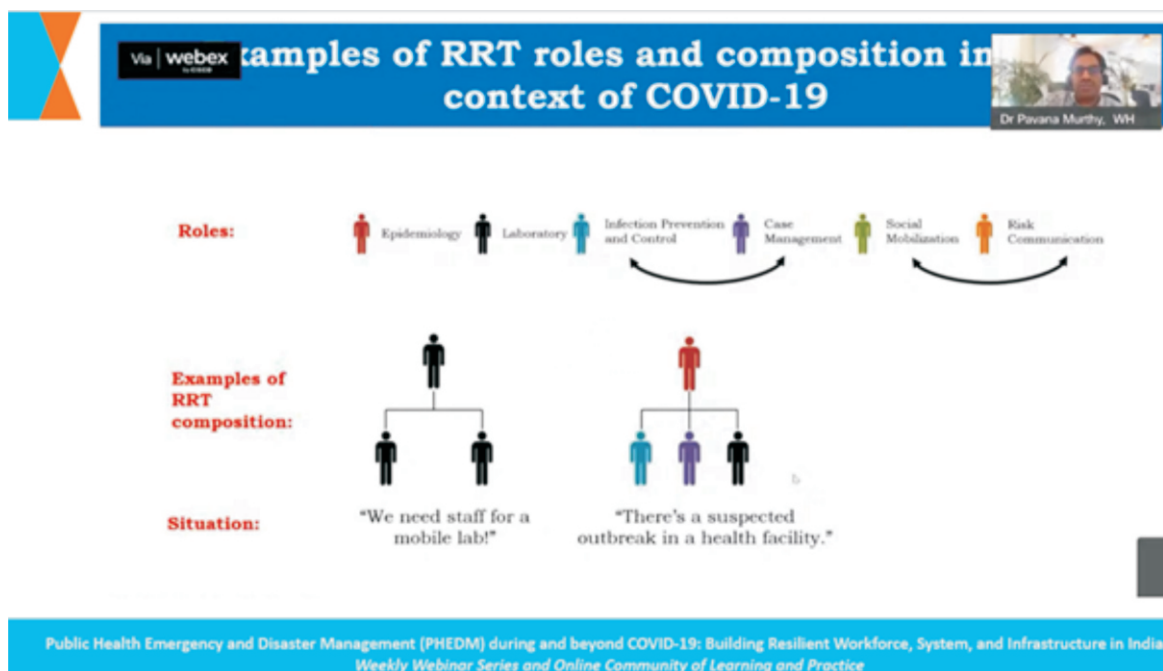 Via | webex
by CISCO
xamples of RRT roles and composition in
context of COVID-19
Dr Pavana Murthy, WH
Roles:
Epidemiology
Laboratory
Infection Prevention
and Control
Case
Management
Social
Mobilization
Risk
Communication
Examples of
RRT
composition:
Situation:
"We need staff for a
mobile lab!"
"There's a suspected
outbreak in a health facility."
Public Health Emergency and Disaster Management (PHEDM) during and beyond COVID-19: Building Resilient Workforce, System, and Infrastructure in India
Weekly Webinar Series and Online Community of Learning and Practice